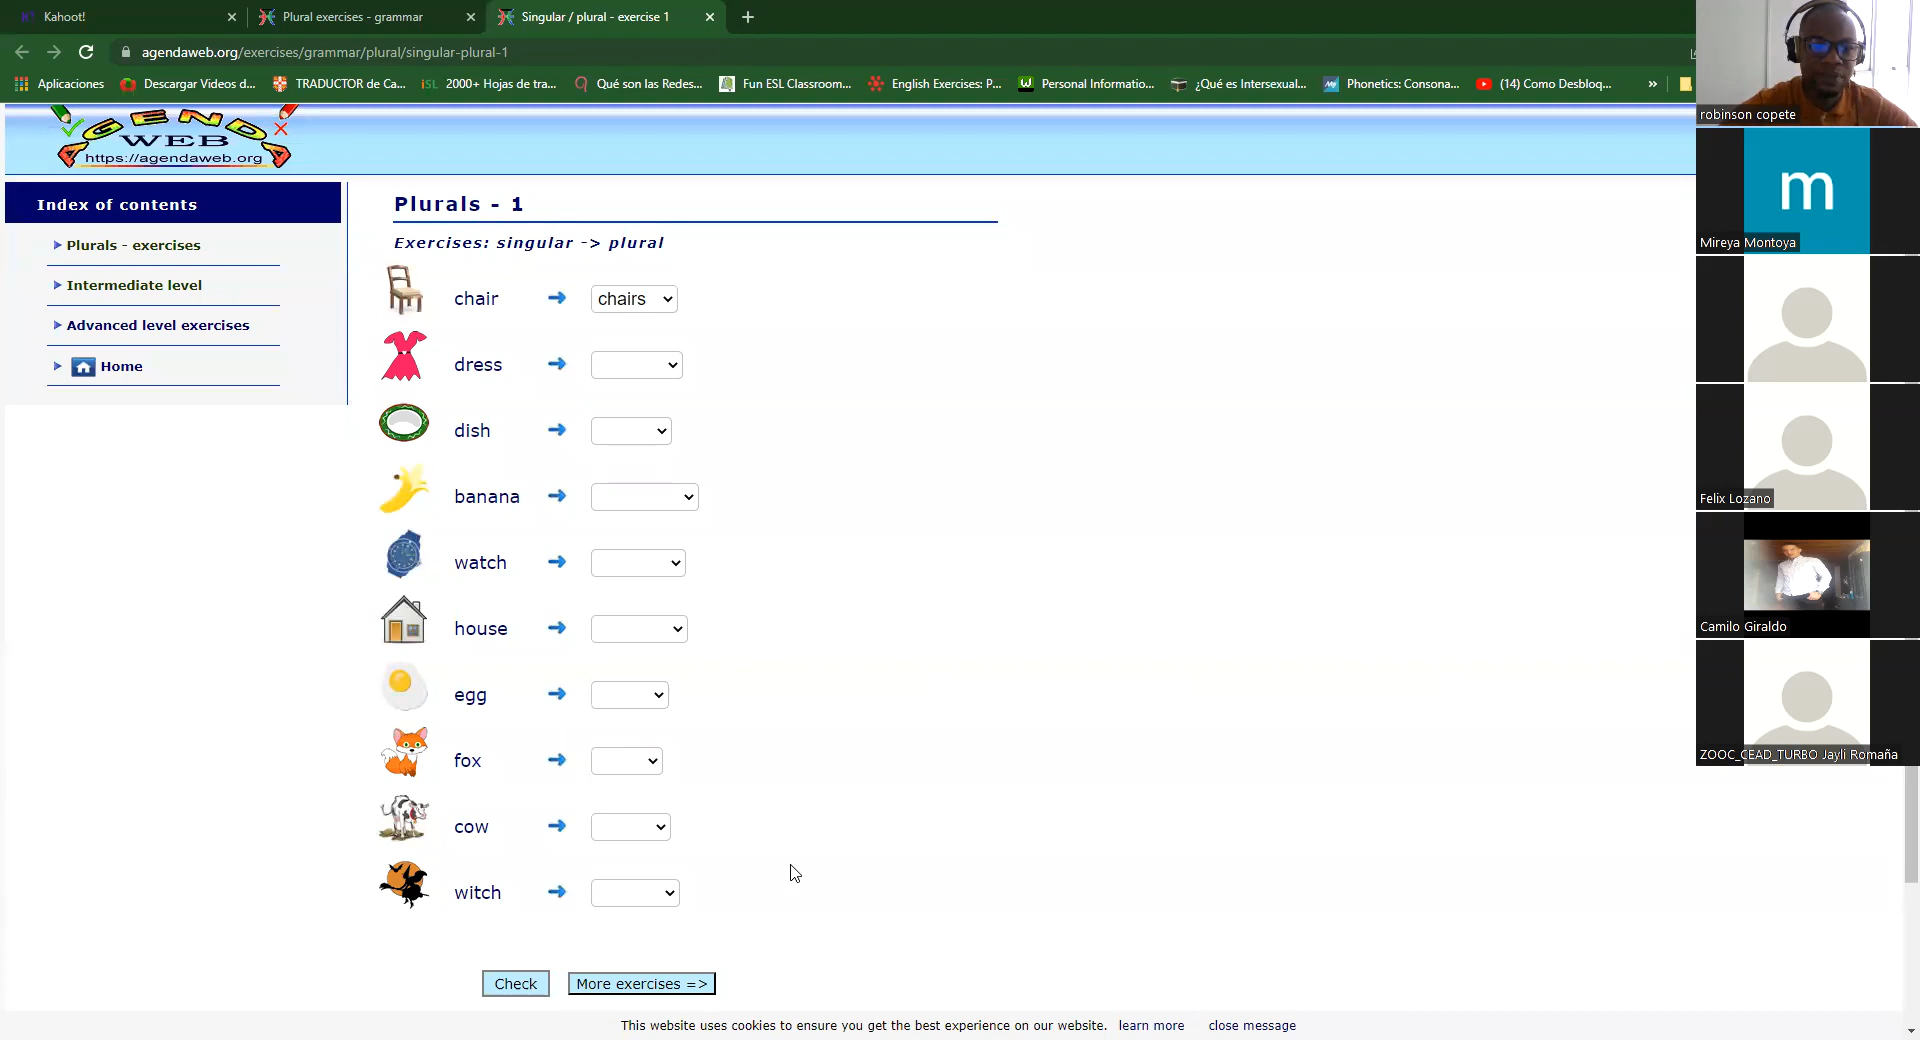 Kahoot!
Plural exercises - grammar
Singular / plural - exercise 1
agendaweb.org/exercises/grammar/plural/singular-plural-1
Aplicaciones
Descargar Videos d...
TRADUCTOR de Ca...
iSL 2000+ Hojas de tra...
Qué son las Redes...
Fun ESL Classroom...
English Exercises: P...
Personal Informatio...
¿Qué es Intersexual...
Phonetics: Consona...
(14) Como Desbloq...
»
AGENDA
WEB
https://agendaweb.org
Index of contents
Plurals - exercises
Intermediate level
Advanced level exercises
Home
Plurals - 1
Exercises: singular -> plural
chair chairs
dress
dish
banana
watch
house
egg
fox
cow
witch
Check More exercises =>
This website uses cookies to ensure you get the best experience on our website. learn more close message
robinson copete
m
Mireya Montoya
Felix Lozano
Camilo Giraldo
ZOOC_CEAD_TURBO Jayli Romaña